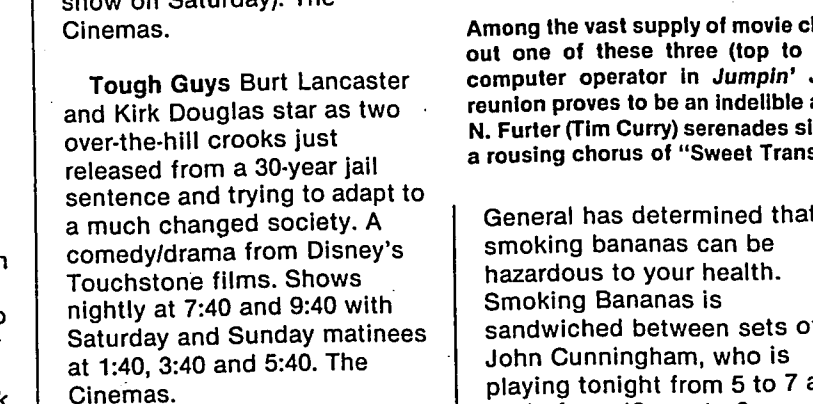 show on Saturday). The
Cinemas.
Tough Guys Burt Lancaster
and Kirk Douglas star as two
over-the-hill crooks just
released from a 30-year jail
sentence and trying to adapt to
a much changed society. A
comedy/drama from Disney's
Touchstone films. Shows
nightly at 7:40 and 9:40 with
Saturday and Sunday matinees
at 1:40, 3:40 and 5:40. The
Cinemas.
Among the vast supply of movie
out one of these three (top to
computer operator in Jumpin'
reunion proves to be an indelible
N. Furter (Tim Curry) serenades
a rousing chorus of "Sweet
General has determined that
smoking bananas can be
hazardous to your health.
Smoking Bananas is
sandwiched between sets
John Cunningham, who is
playing tonight from 5 to 7